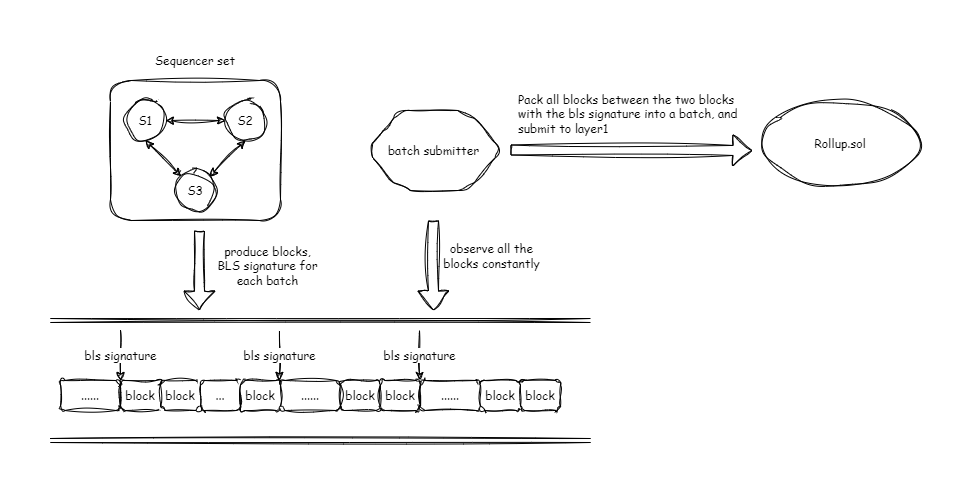 Sequencer set
S1
S2
S3
batch submitter
Pack all blocks between the two blocks
with the bls signature into a batch, and
submit to layer1
Rollup.sol
produce blocks,
BLS signature for
each batch
observe all the
blocks constantly
bls signature
bls signature
bls signature
......
block
block
...
block
......
block
block
......
block
block